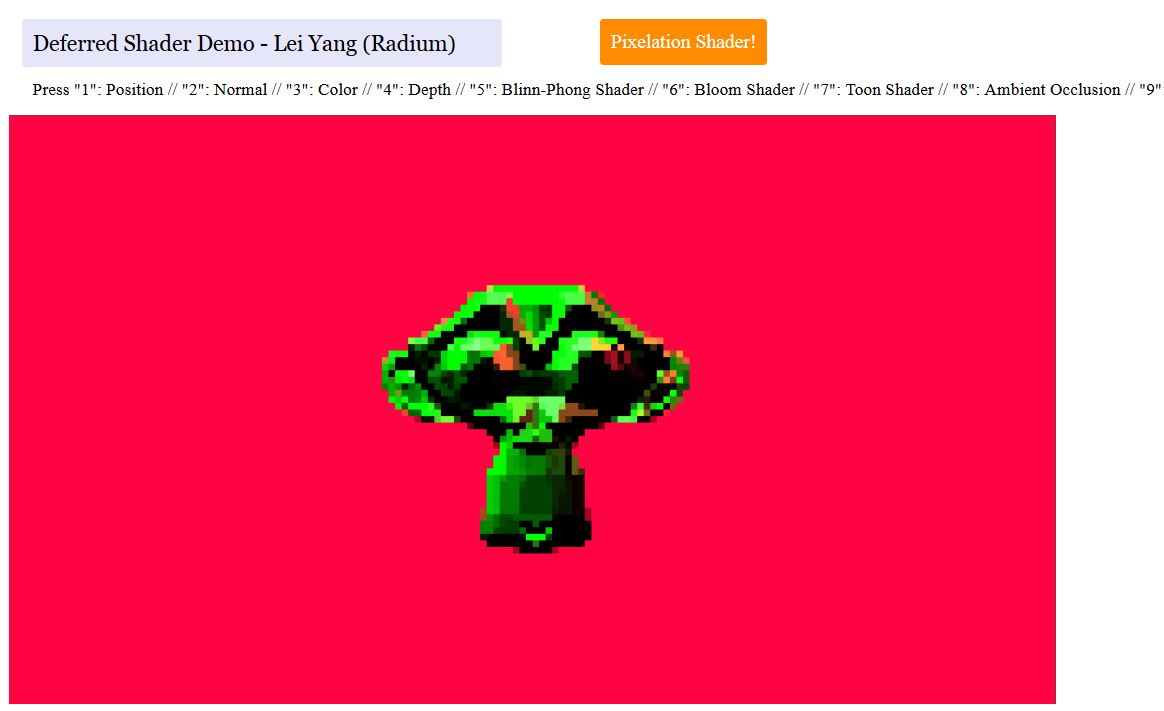 Deferred Shader Demo - Lei Yang (Radium)
Pixelation Shader!
Press "1": Position // "2": Normal // "3": Color // "4": Depth // "5": Blinn-Phong Shader // "6": Bloom Shader // "7": Toon Shader // "8": Ambient Occlusion // "9":